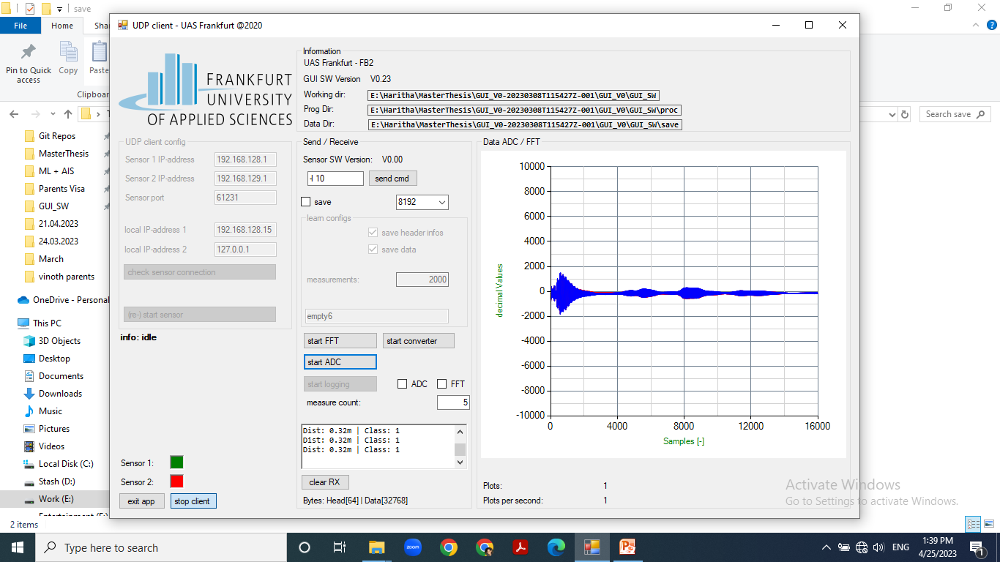 save
UDP client - UAS Frankfurt @2020
File
Home
Sha
Pin to Quick access
Copy
Paste
Clipboar
Search save
Git Repos
MasterThesis
ML + AIS
Parents Visa
GUI_SW
21.04.2023
24.03.2023
March
vinoth parents
OneDrive - Personal
This PC
3D Objects
Desktop
Documents
Downloads
Music
Pictures
Videos
Local Disk (C:)
Stash (D:)
Work (E:)
Entertainment (F:
2 items
FRANKFURT
UNIVERSITY
OF APPLIED SCIENCES
Information
UAS Frankfurt - FB2
GUI SW Version V0.23
Working dir: E:\Haritha\MasterThesis\GUI_V0-20230308T115427Z-001\GUI_V0\GUI_SW
Prog Dir: E:\Haritha\MasterThesis\GUI_V0-20230308T115427Z-001\GUI_V0\GUI_SW\proc
Data Dir: E:\Haritha\MasterThesis\GUI_V0-20230308T115427Z-001\GUI_V0\GUI_SW\save
UDP client config
Sensor 1 IP-address 192.168.128.1
Sensor 2 IP-address 192.168.129.1
Sensor port 61231
local IP-address 1 192.168.128.15
local IP-address 2 127.0.0.1
check sensor connection
(re-) start sensor
info: idle
Sensor 1:
Sensor 2:
exit app
stop client
Send / Receive
Sensor SW Version: V0.00
-l 10
send cmd
save
8192
learn configs
save header infos
save data
measurements: 2000
empty6
start FFT
start converter
start ADC
start logging
ADC
FFT
measure count: 5
Dist: 0.32m | Class: 1
Dist: 0.32m | Class: 1
Dist: 0.32m | Class: 1
clear RX
Bytes: Head[64] | Data[32768]
Data ADC / FFT
10000
8000
6000
4000
2000
0
-2000
-4000
-6000
-8000
-10000
decimal Values
0 4000 8000 12000 16000
Samples [-]
Plots: 1
Plots per second: 1
Activate Windows
Go to Settings to activate Windows.
Type here to search
zoom
ENG
1:39 PM
4/25/2023
1